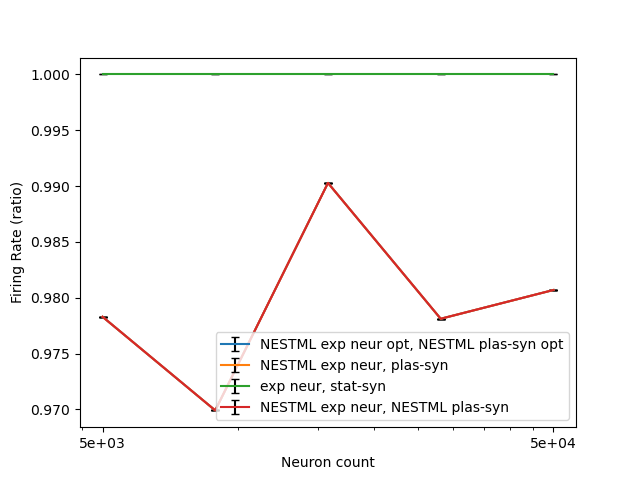 1.000
0.995
0.990
0.985
0.980
0.975
0.970
Firing Rate (ratio)
NESTML exp neur opt, NESTML plas-syn opt
NESTML exp neur, plas-syn
exp neur, stat-syn
NESTML exp neur, NESTML plas-syn
5e+03
5e+04
Neuron count